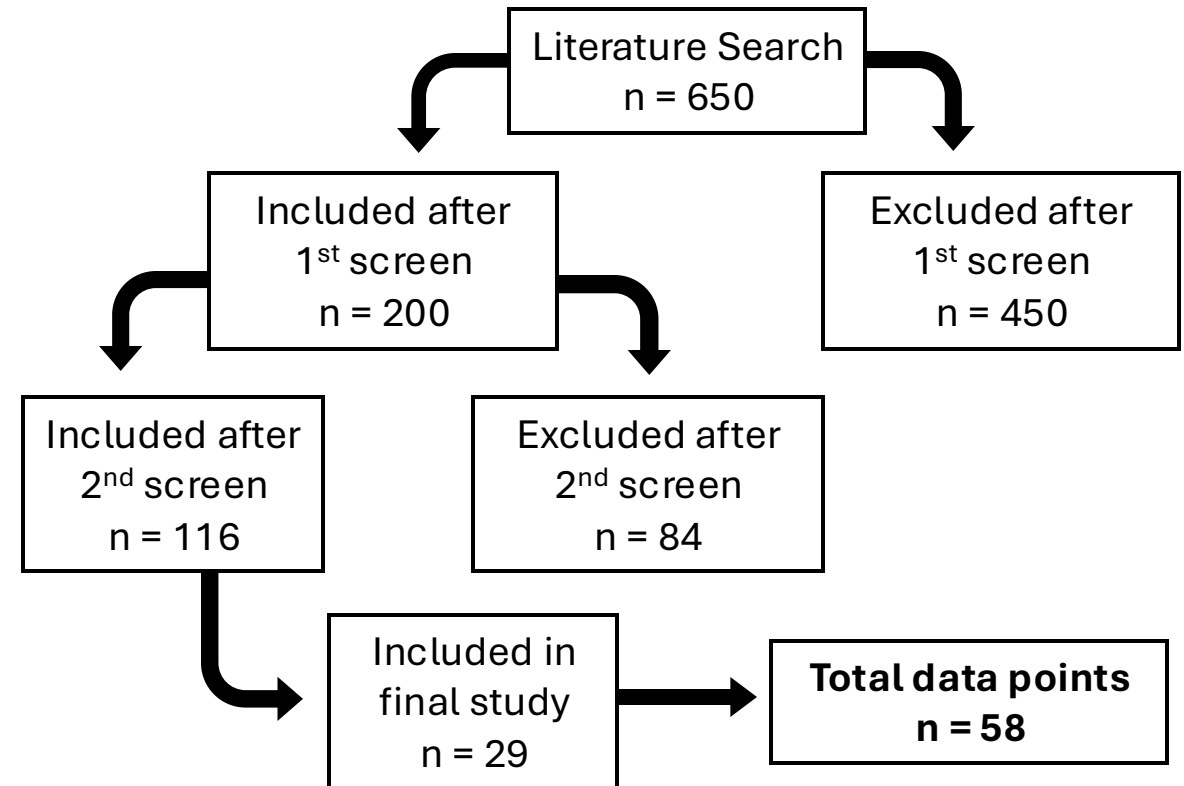 Literature Search
n = 650
Included after
1st screen
n = 200
Excluded after
1st screen
n = 450
Included after
2nd screen
n = 116
Excluded after
2nd screen
n = 84
Included in
final study
n = 29
Total data points
n = 58